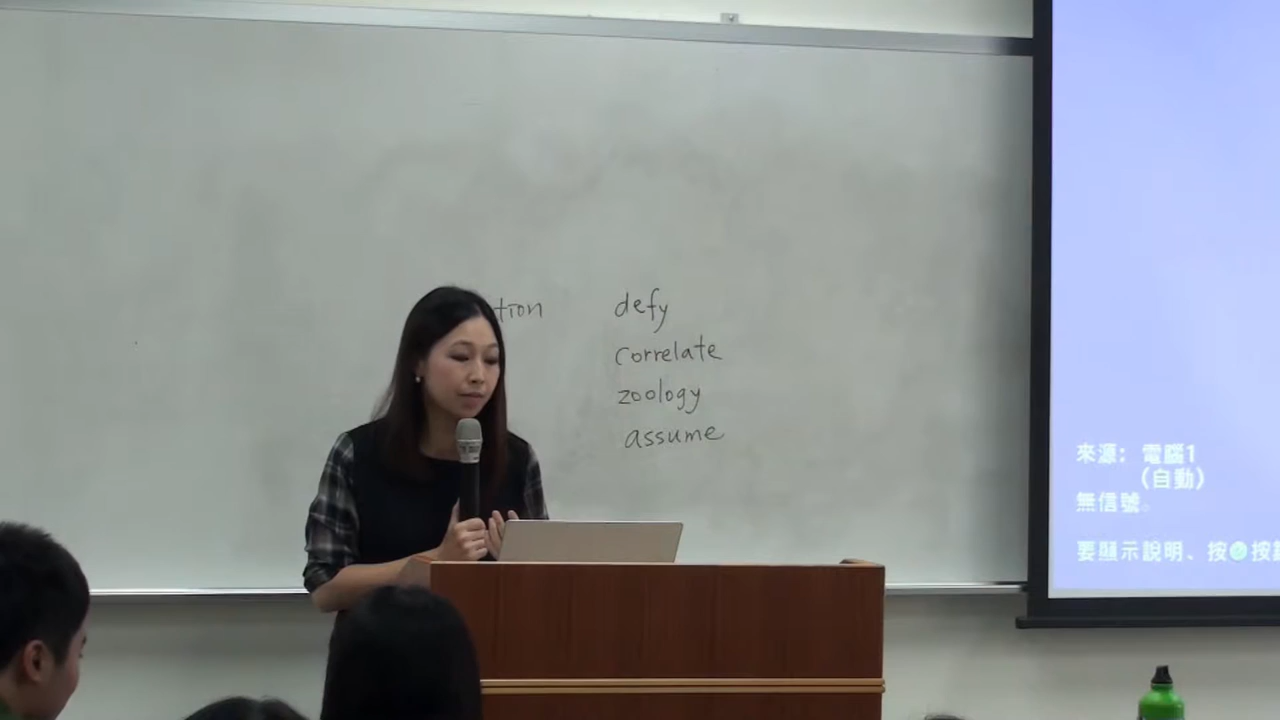 tion
defy
correlate
zoology
assume
來源: 電腦1
(自動)
無信號。
要顯示說明、按 按